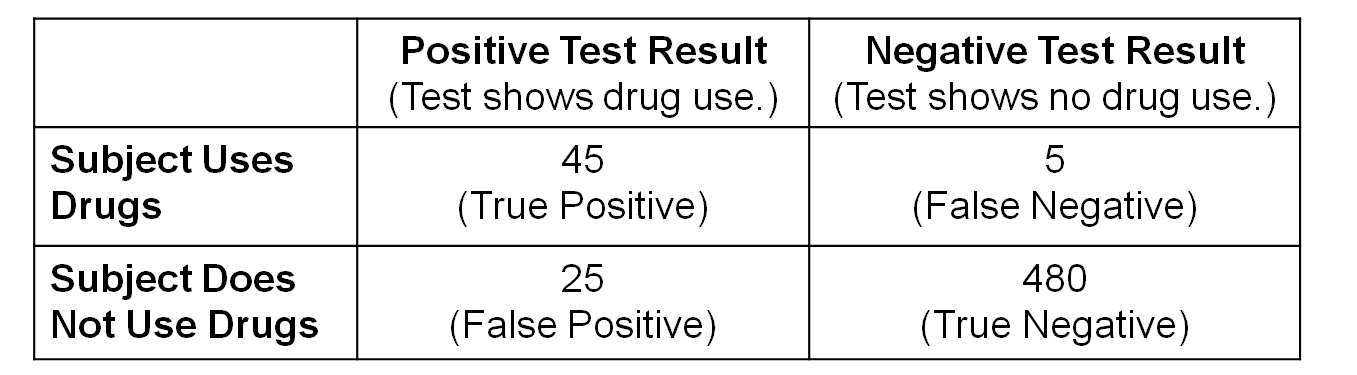 Positive Test Result
(Test shows drug use.)
Negative Test Result
(Test shows no drug use.)
Subject Uses
Drugs
45
(True Positive)
5
(False Negative)
Subject Does
Not Use Drugs
25
(False Positive)
480
(True Negative)